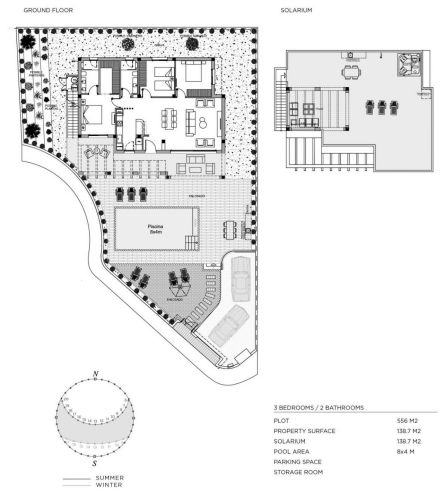 GROUND FLOOR
SOLARIUM
Piscina
8x4m
N
S
SUMMER
WINTER
3 BEDROOMS / 2 BATHROOMS
PLOT 556 M2
PROPERTY SURFACE 138.7 M2
SOLARIUM 138.7 M2
POOL AREA 8x4 M
PARKING SPACE
STORAGE ROOM